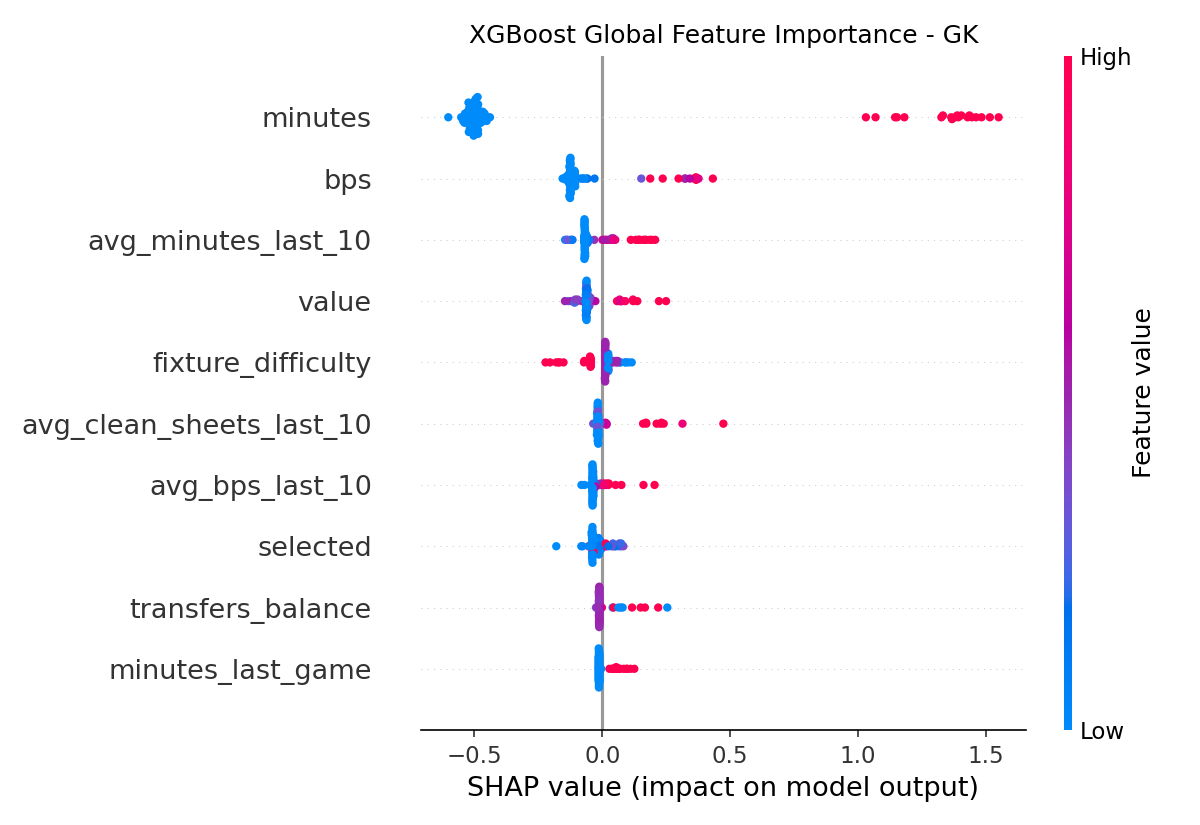 XGBoost Global Feature Importance - GK
High
minutes
bps
avg_minutes_last_10
value
fixture_difficulty
avg_clean_sheets_last_10
avg_bps_last_10
selected
transfers_balance
minutes_last_game
Feature value
Low
−0.5 0.0 0.5 1.0 1.5
SHAP value (impact on model output)